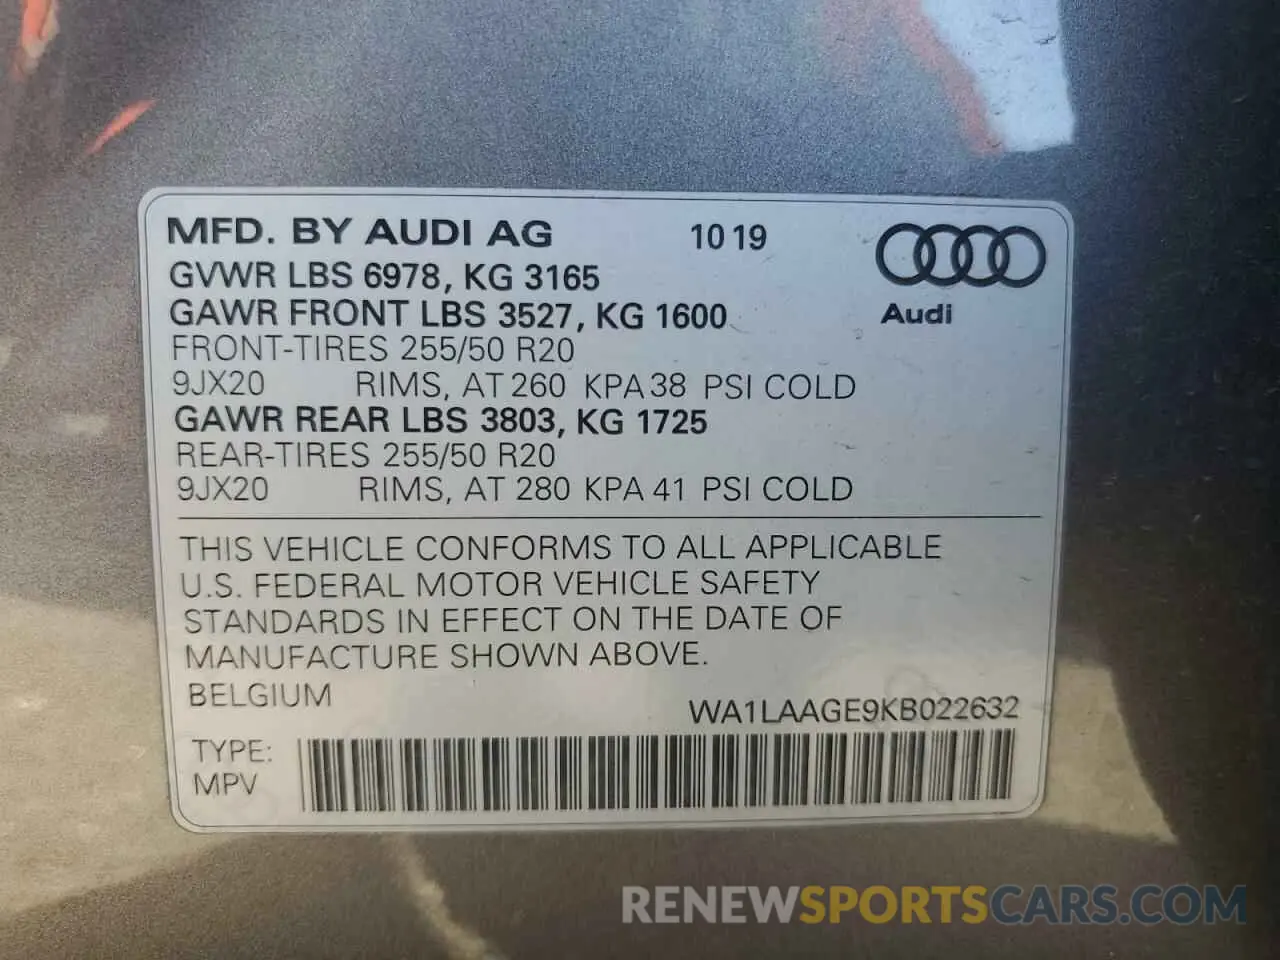 MFD. BY AUDI AG 10 19
GVWR LBS 6978, KG 3165
GAWR FRONT LBS 3527, KG 1600
Audi
FRONT-TIRES 255/50 R20
9JX20 RIMS, AT 260 KPA 38 PSI COLD
GAWR REAR LBS 3803, KG 1725
REAR-TIRES 255/50 R20
9JX20 RIMS, AT 280 KPA 41 PSI COLD
THIS VEHICLE CONFORMS TO ALL APPLICABLE
U.S. FEDERAL MOTOR VEHICLE SAFETY
STANDARDS IN EFFECT ON THE DATE OF
MANUFACTURE SHOWN ABOVE.
BELGIUM
WA1LAAGE9KB022632
TYPE:
MPV
RENEWSPORTSCARS.COM